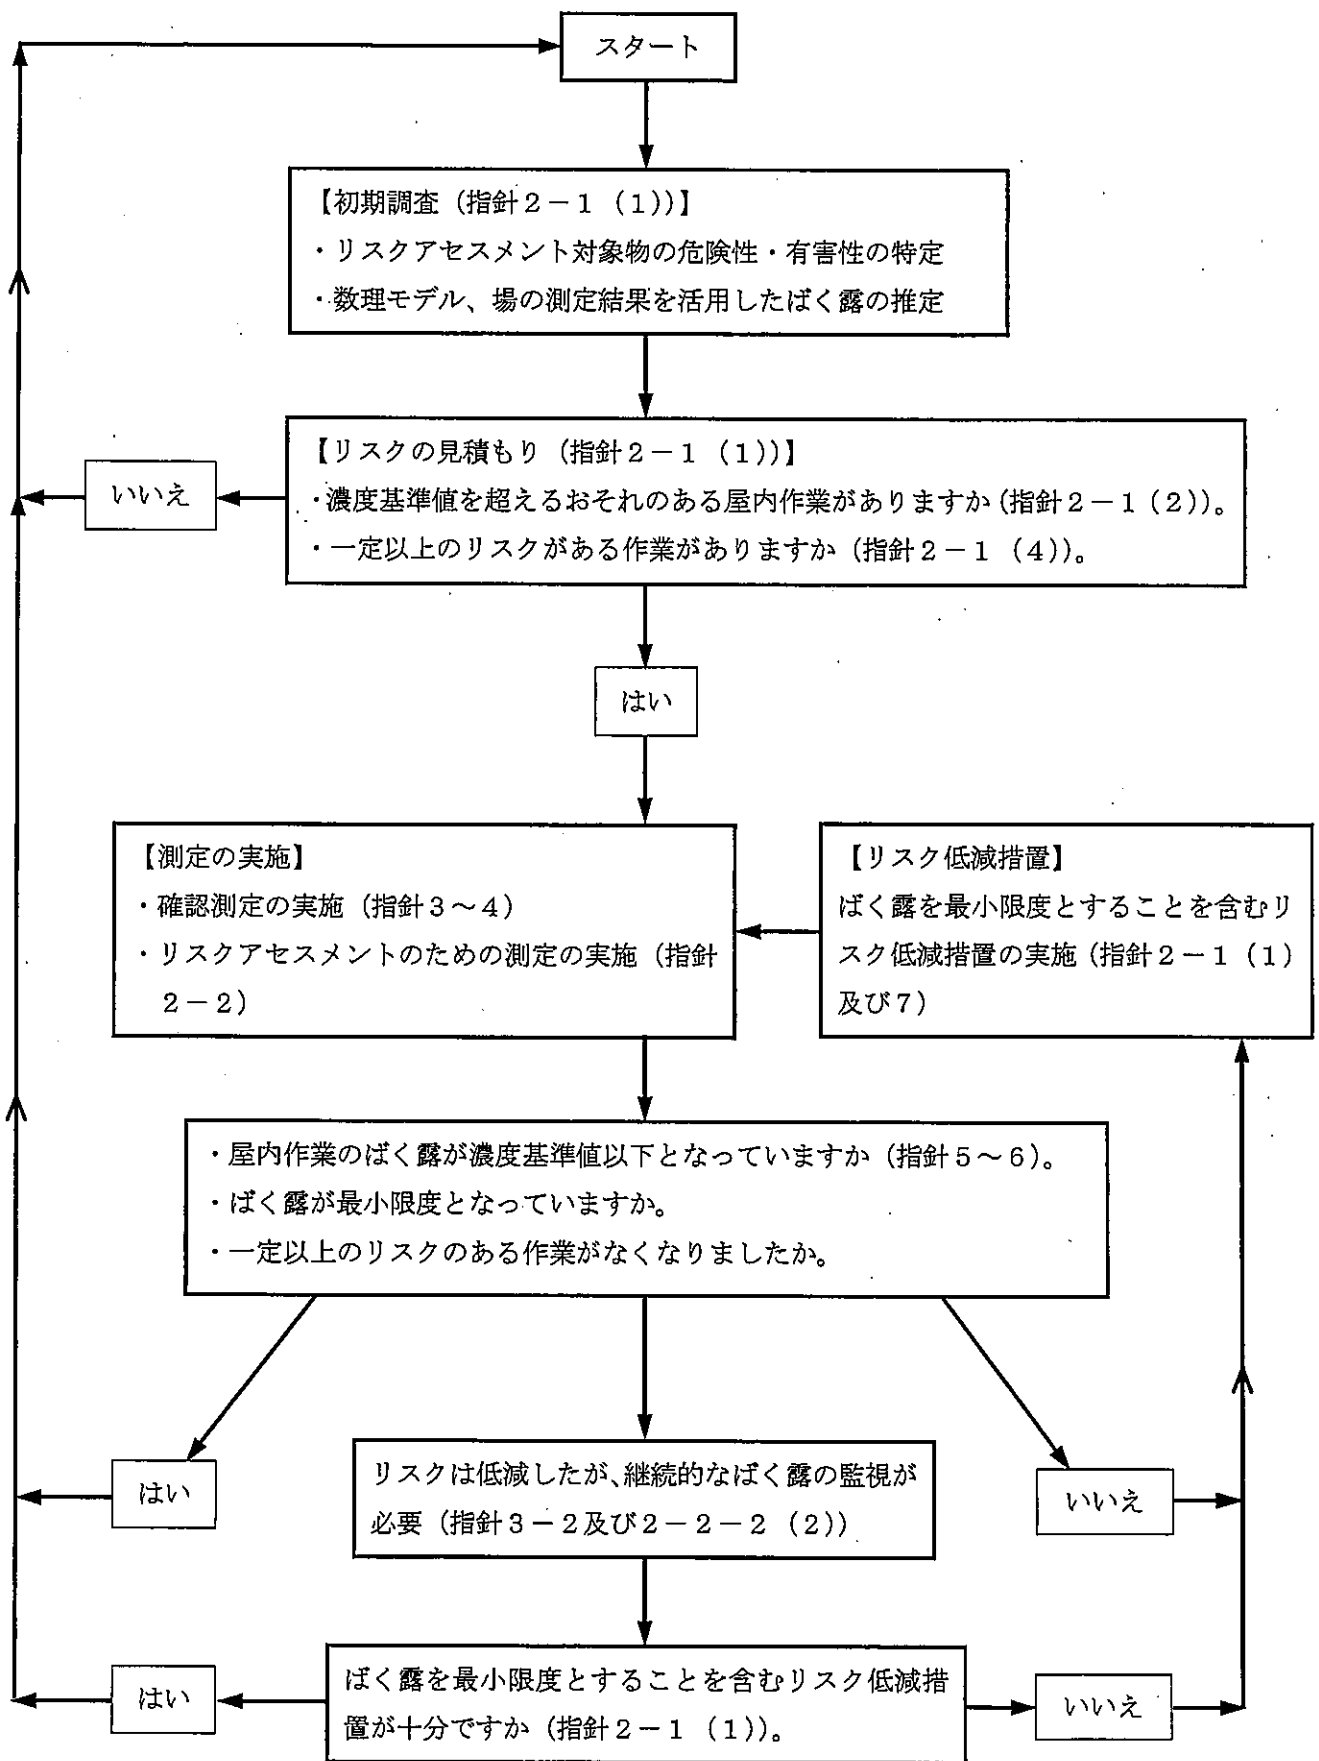 スタート
【初期調査（指針２－１（１））】
・リスクアセスメント対象物の危険性・有害性の特定
・数理モデル、場の測定結果を活用したばく露の推定
【リスクの見積もり（指針２－１（１））】
・濃度基準値を超えるおそれのある屋内作業がありますか（指針２－１（２））。
・一定以上のリスクがある作業がありますか（指針２－１（４））。
いいえ
はい
【測定の実施】
・確認測定の実施（指針３～４）
・リスクアセスメントのための測定の実施（指針
２－２）
【リスク低減措置】
ばく露を最小限度とすることを含むリ
スク低減措置の実施（指針２－１（１）
及び７）
・屋内作業のばく露が濃度基準値以下となっていますか（指針５～６）。
・ばく露が最小限度となっていますか。
・一定以上のリスクのある作業がなくなりましたか。
はい
リスクは低減したが、継続的なばく露の監視が
必要（指針３－２及び２－２－２（２））
いいえ
はい
ばく露を最小限度とすることを含むリスク低減措
置が十分ですか（指針２－１（１））。
いいえ